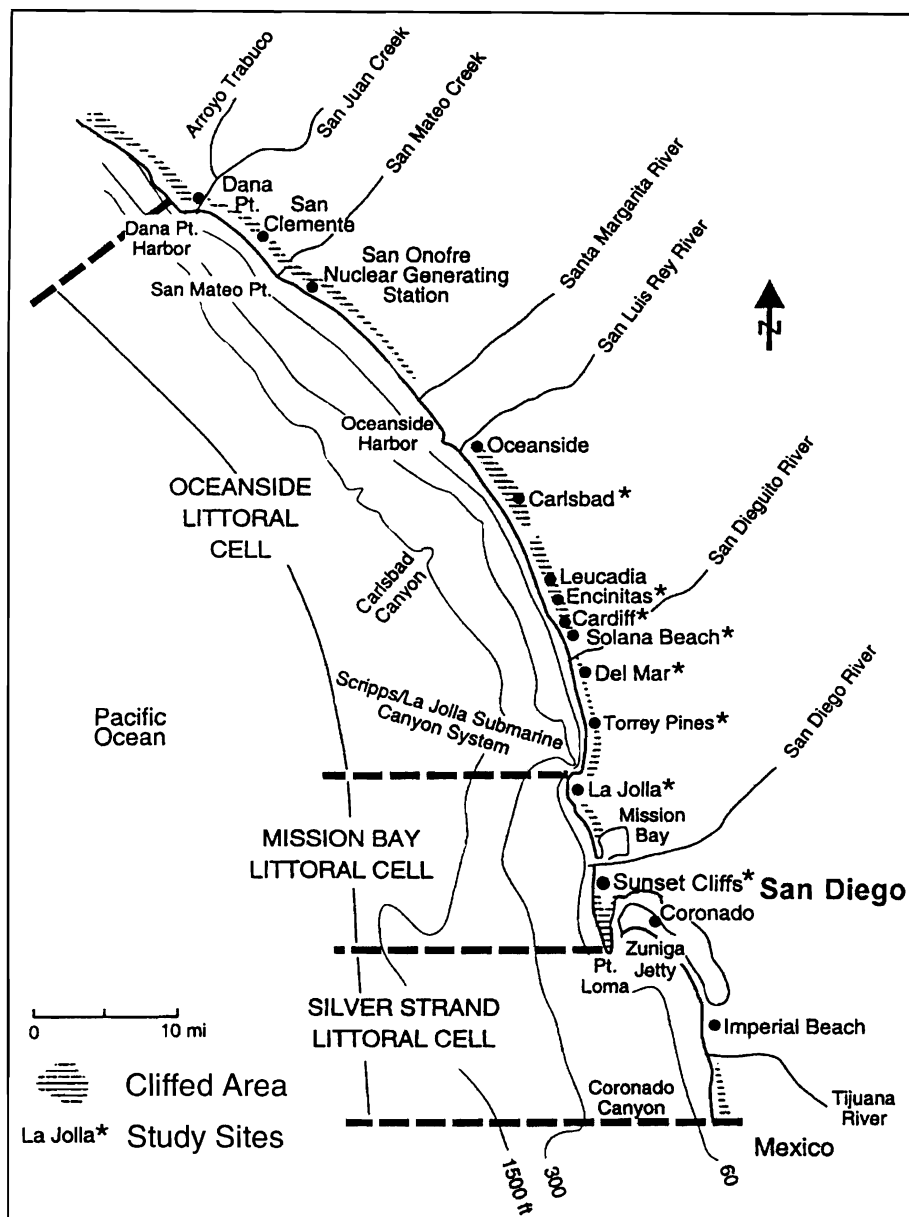 Arroyo Trabuco
San Juan Creek
San Mateo Creek
Dana
Pt.
San
Clemente
Dana Pt.
Harbor
San Mateo Pt.
San Onofre
Nuclear Generating
Station
Santa Margarita River
San Luis Rey River
N
Oceanside
Harbor
Oceanside
OCEANSIDE
LITTORAL
CELL
Carlsbad*
San Dieguito River
Carlsbad
Canyon
Leucadia
Encinitas*
Cardiff*
Solana Beach*
Del Mar*
Scripps/La Jolla Submarine
Canyon System
Pacific
Ocean
Torrey Pines*
San Diego River
La Jolla*
Mission
Bay
MISSION BAY
LITTORAL CELL
Sunset Cliffs*
San Diego
Coronado
Zuniga
Jetty
Pt.
Loma
SILVER STRAND
LITTORAL CELL
0 10 mi
Imperial Beach
Cliffed Area
Coronado
Canyon
Tijuana
River
La Jolla* Study Sites
Mexico
1500 ft
300
60